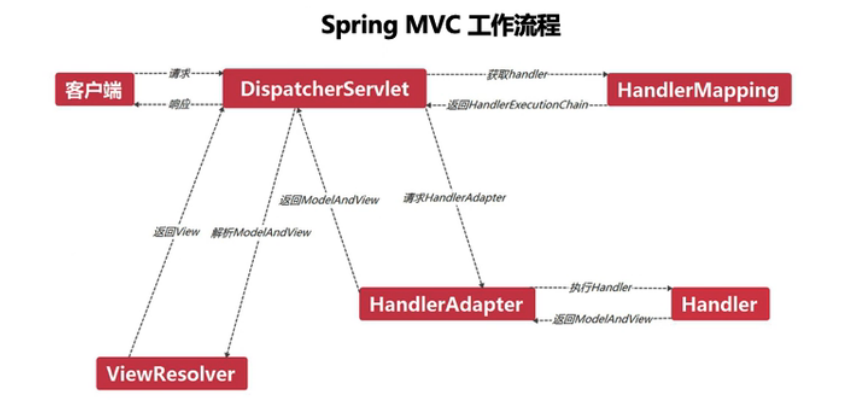 Spring MVC 工作流程
请求
获取handler
客户端
DispatcherServlet
HandlerMapping
响应
返回HandlerExecutionChain
返回ModelAndView
请求HandlerAdapter
返回View
解析ModelAndView
执行Handler
HandlerAdapter
Handler
返回ModelAndView
ViewResolver